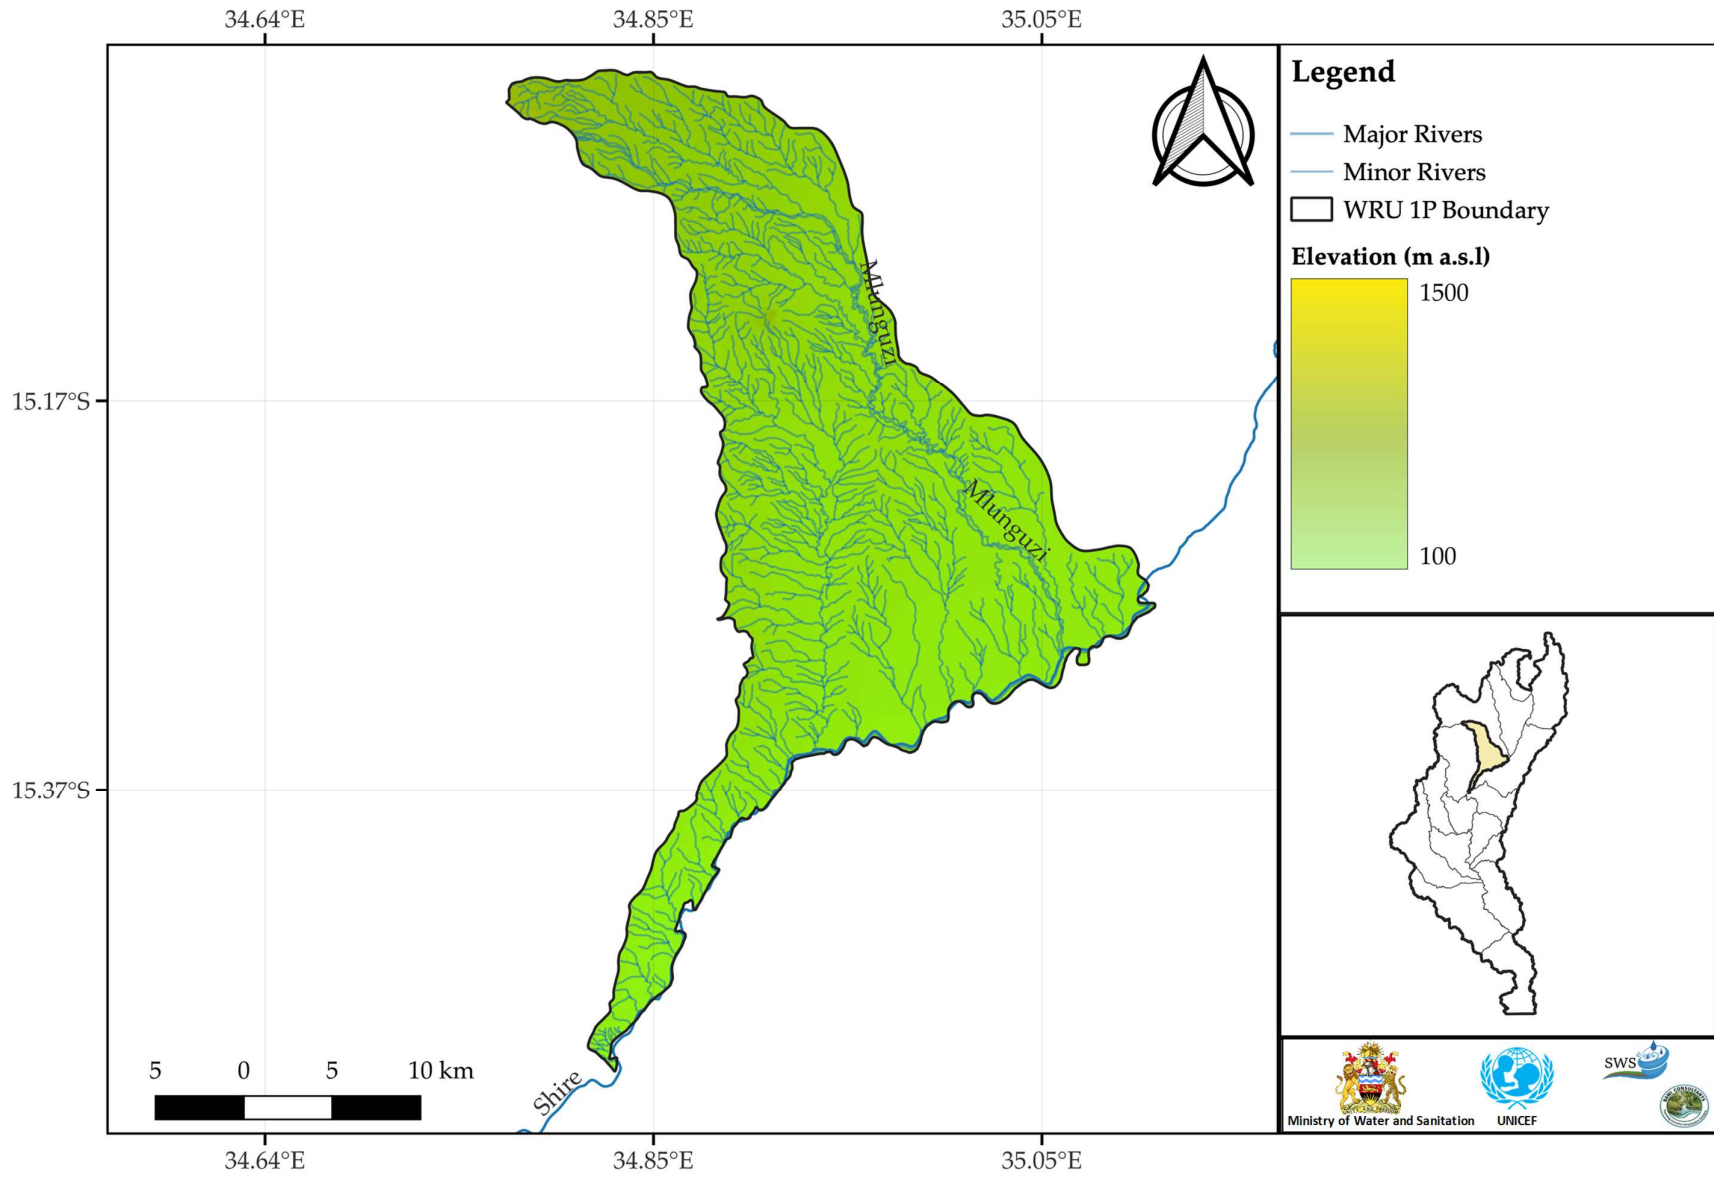 34.64°E
34.85°E
35.05°E
15.17°S
15.37°S
Mlunguzi
Mlunguzi
Shire
5 0 5 10 km
34.64°E
34.85°E
35.05°E
Legend
Major Rivers
Minor Rivers
WRU 1P Boundary
Elevation (m a.s.l)
1500
100
Ministry of Water and Sanitation
UNICEF
SWS